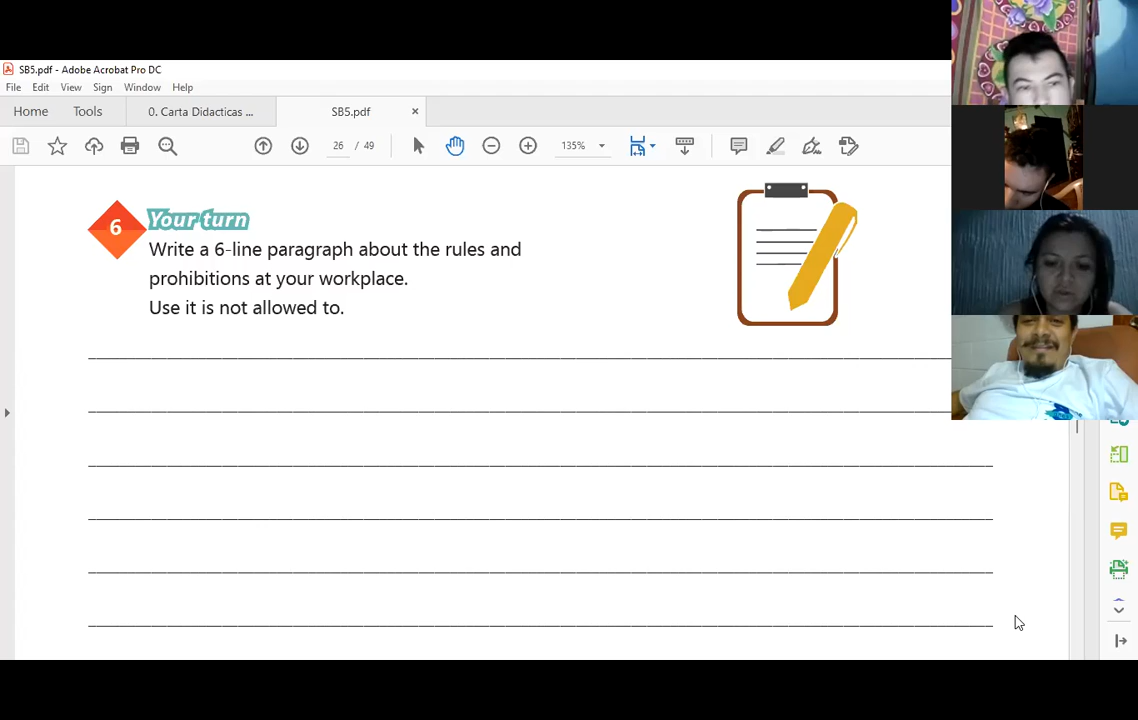 SB5.pdf - Adobe Acrobat Pro DC
File Edit View Sign Window Help
Home Tools 0. Carta Didacticas ... SB5.pdf ×
26 / 49 135%
6 Your turn
Write a 6-line paragraph about the rules and
prohibitions at your workplace.
Use it is not allowed to.